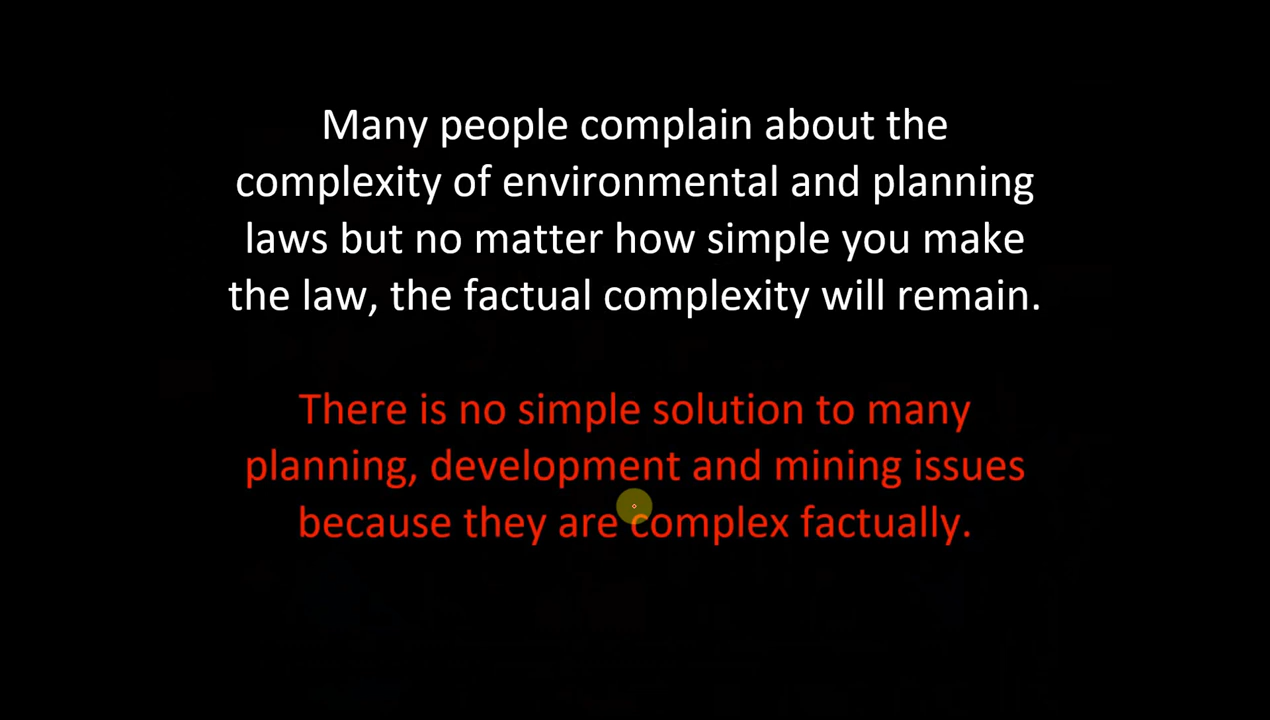 Many people complain about the
complexity of environmental and planning
laws but no matter how simple you make
the law, the factual complexity will remain.
There is no simple solution to many
planning, development and mining issues
because they are complex factually.